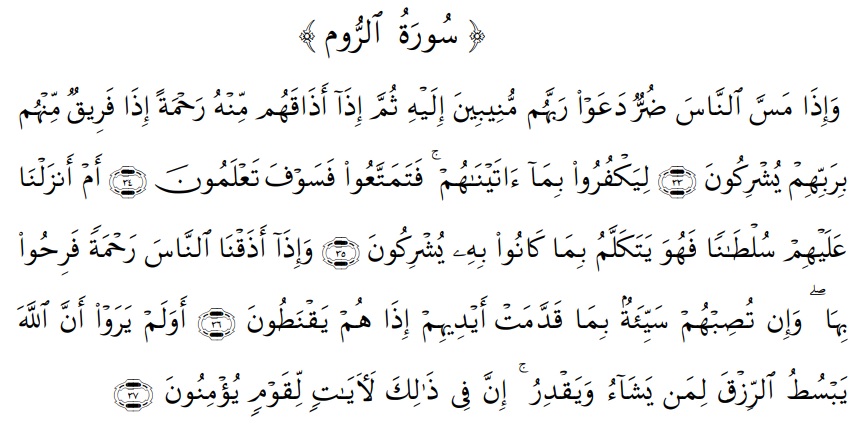 ﴿ سُورَةُ ٱلرُّومِ ﴾
وَإِذَا مَسَّ ٱلنَّاسَ ضُرٌّ دَعَوْا۟ رَبَّهُم مُّنِيبِينَ إِلَيْهِ ثُمَّ إِذَآ أَذَاقَهُم مِّنْهُ رَحْمَةً إِذَا فَرِيقٌ مِّنْهُم
بِرَبِّهِمْ يُشْرِكُونَ ٣٣ لِيَكْفُرُوا۟ بِمَآ ءَاتَيْنَٰهُمْ ۚ فَتَمَتَّعُوا۟ فَسَوْفَ تَعْلَمُونَ ٣٤ أَمْ أَنزَلْنَا
عَلَيْهِمْ سُلْطَٰنًا فَهُوَ يَتَكَلَّمُ بِمَا كَانُوا۟ بِهِۦ يُشْرِكُونَ ٣٥ وَإِذَآ أَذَقْنَا ٱلنَّاسَ رَحْمَةً فَرِحُوا۟
بِهَا ۖ وَإِن تُصِبْهُمْ سَيِّئَةٌۢ بِمَا قَدَّمَتْ أَيْدِيهِمْ إِذَا هُمْ يَقْنَطُونَ ٣٦ أَوَلَمْ يَرَوْا۟ أَنَّ ٱللَّهَ
يَبْسُطُ ٱلرِّزْقَ لِمَن يَشَآءُ وَيَقْدِرُ ۚ إِنَّ فِى ذَٰلِكَ لَءَايَٰتٍ لِّقَوْمٍ يُؤْمِنُونَ ٣٧